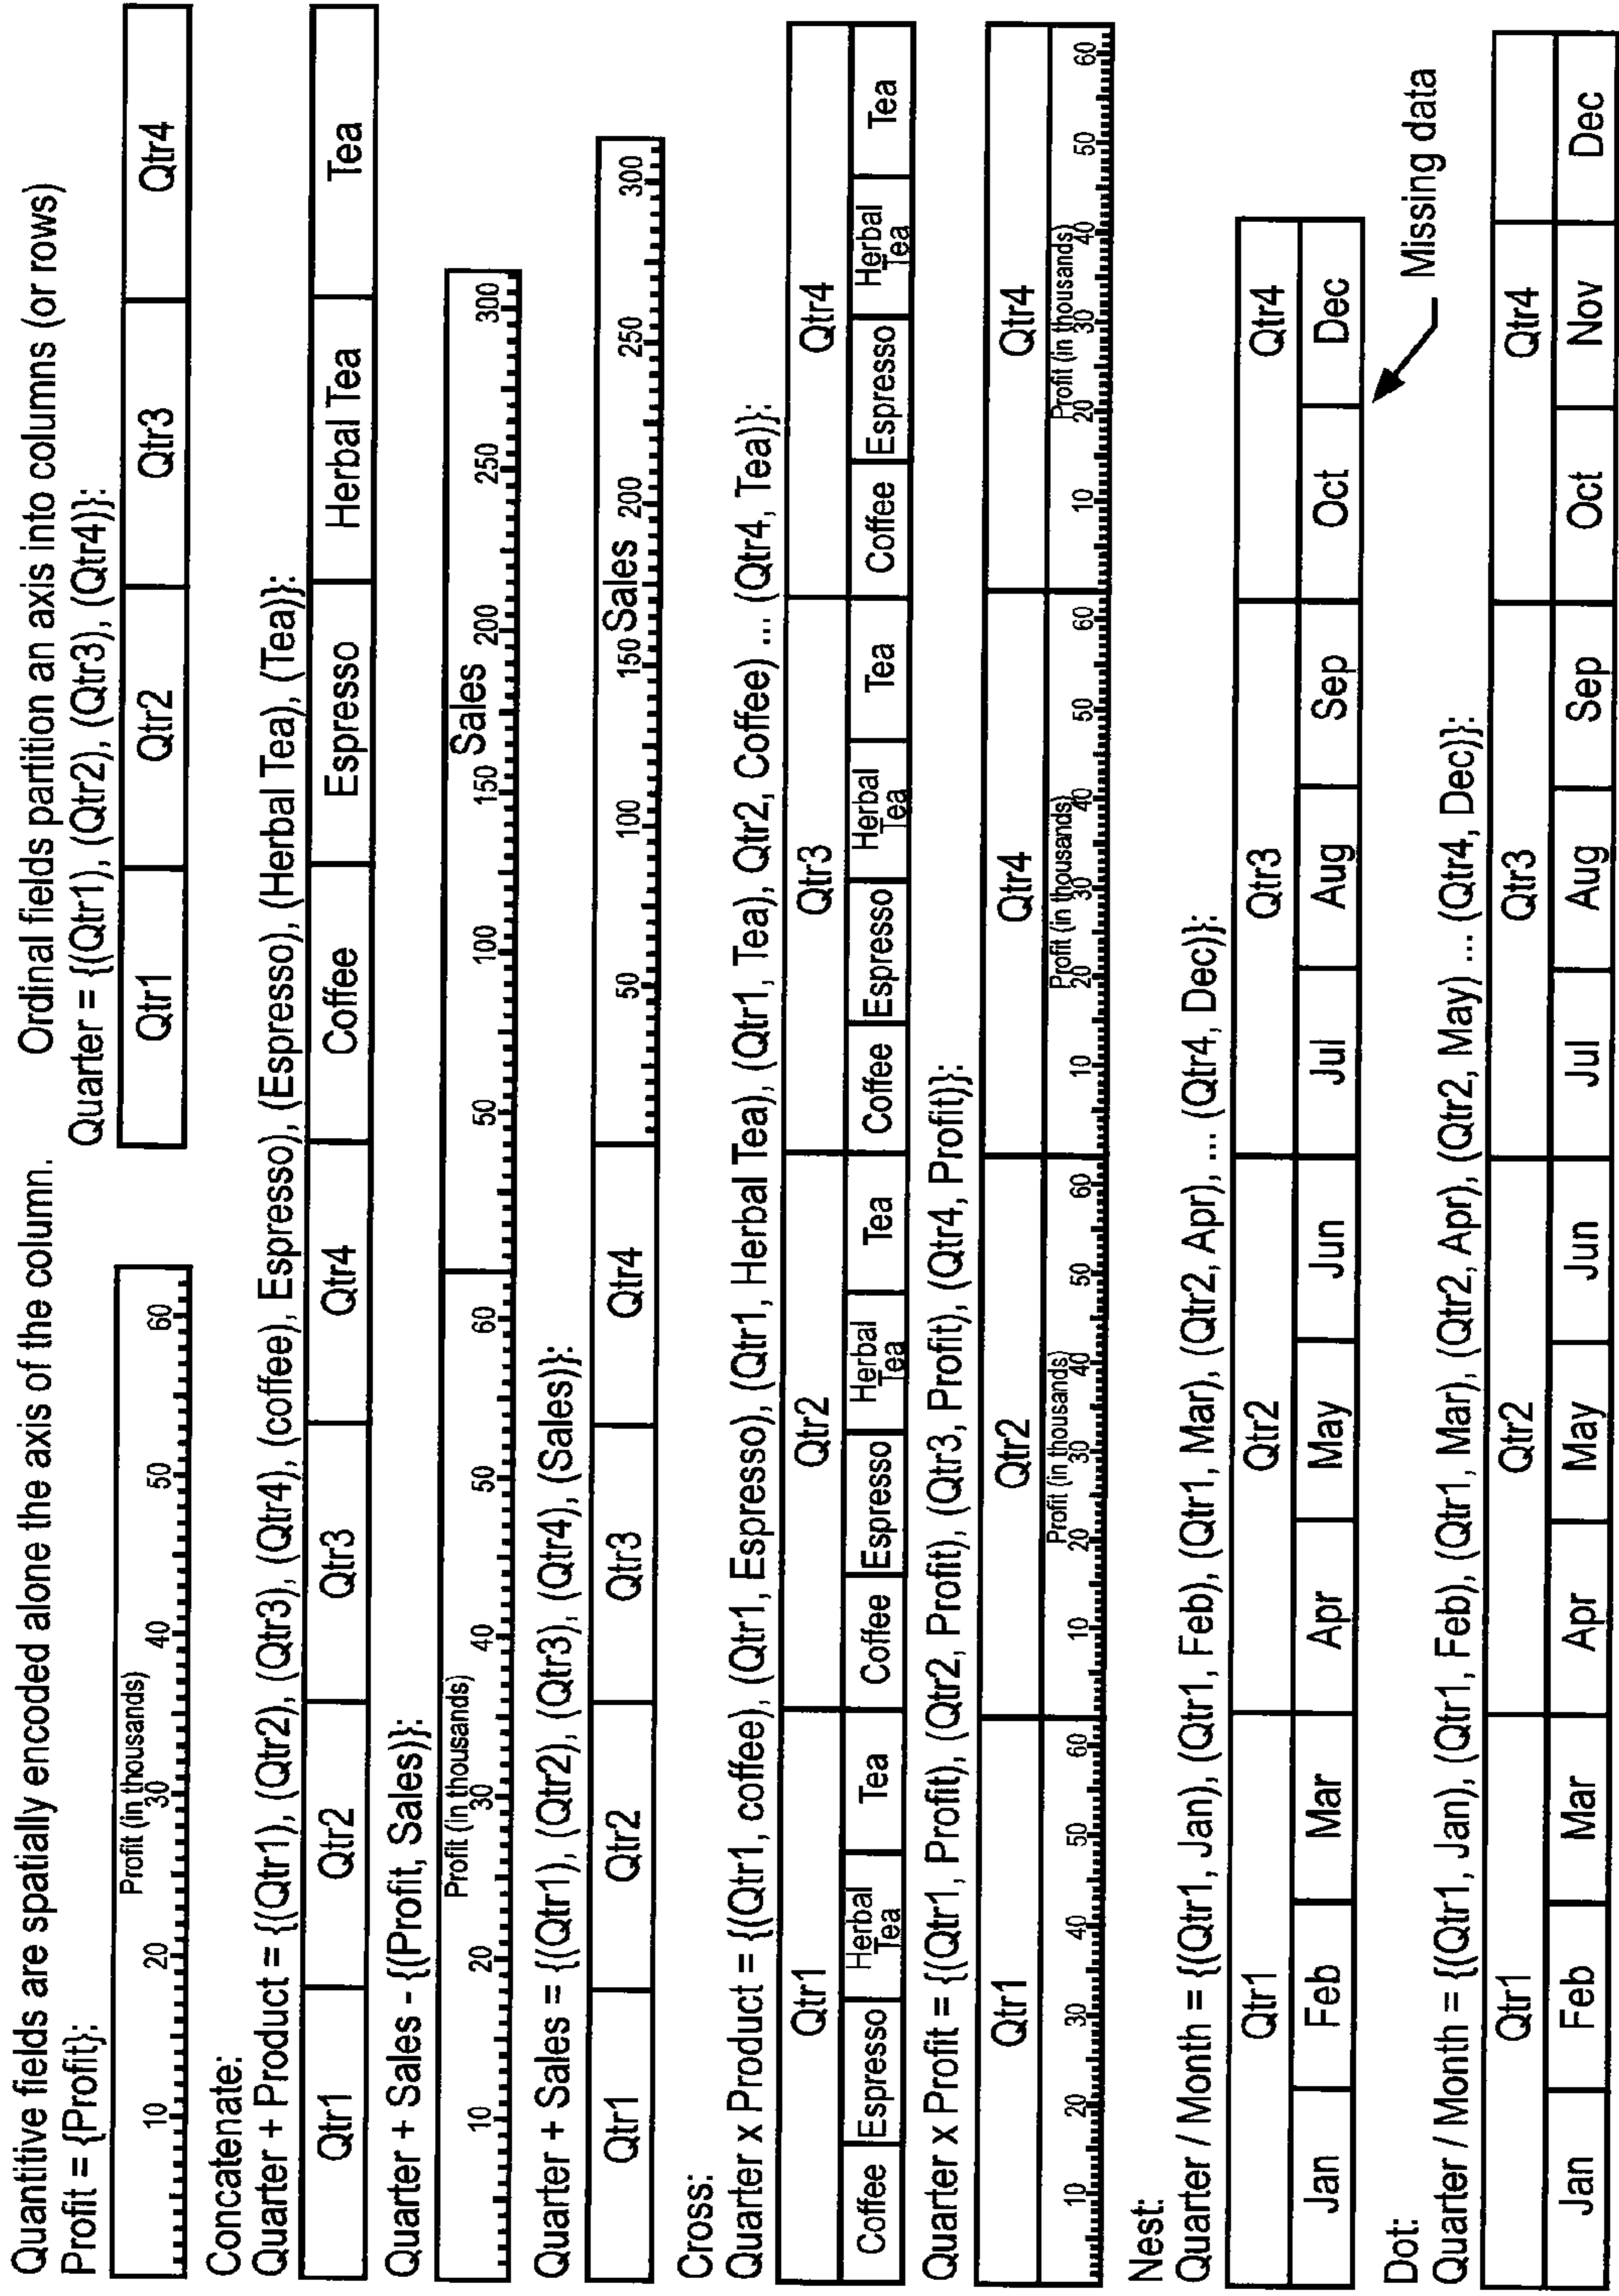 Quantitive fields are spatially encoded alone the axis of the column.
Profit = {Profit}:
Profit (in thousands)
10 20 30 40 50 60
Ordinal fields partition an axis into columns (or rows)
Quarter = {(Qtr1), (Qtr2), (Qtr3), (Qtr4)}:
Qtr1 Qtr2 Qtr3 Qtr4
Concatenate:
Quarter + Product = {(Qtr1), (Qtr2), (Qtr3), (Qtr4), (coffee), Espresso), (Espresso), (Herbal Tea), (Tea)}:
Qtr1 Qtr2 Qtr3 Qtr4 Coffee Espresso Herbal Tea Tea
Quarter + Sales - {(Profit, Sales)}:
Profit (in thousands) Sales
10 20 30 40 50 60 50 100 150 200 250 300
Quarter + Sales = {(Qtr1), (Qtr2), (Qtr3), (Qtr4), (Sales)}:
Qtr1 Qtr2 Qtr3 Qtr4 50 100 150 Sales 200 250 300
Cross:
Quarter x Product = {(Qtr1, coffee), (Qtr1, Espresso), (Qtr1, Herbal Tea), (Qtr1, Tea), Qtr2, Coffee) ... (Qtr4, Tea)}:
Qtr1 Qtr2 Qtr3 Qtr4
Coffee Espresso Herbal Tea Tea Coffee Espresso Herbal Tea Tea Coffee Espresso Herbal Tea Tea Coffee Espresso Herbal Tea Tea
Quarter x Profit = {(Qtr1, Profit), (Qtr2, Profit), (Qtr3, Profit), (Qtr4, Profit)}:
Qtr1 Qtr2 Qtr4 Qtr4
Profit (in thousands) Profit (in thousands) Profit (in thousands)
10 20 30 40 50 60 10 20 30 40 50 60 10 20 30 40 50 60 10 20 30 40 50 60
Nest:
Quarter / Month = {(Qtr1, Jan), (Qtr1, Feb), (Qtr1, Mar), (Qtr2, Apr), ... (Qtr4, Dec)}:
Qtr1 Qtr2 Qtr3 Qtr4
Jan Feb Mar Apr May Jun Jul Aug Sep Oct Dec
Missing data
Dot:
Quarter / Month = {(Qtr1, Jan), (Qtr1, Feb), (Qtr1, Mar), (Qtr2, Apr), (Qtr2, May) ... (Qtr4, Dec)}:
Qtr1 Qtr2 Qtr3 Qtr4
Jan Feb Mar Apr May Jun Jul Aug Sep Oct Nov Dec